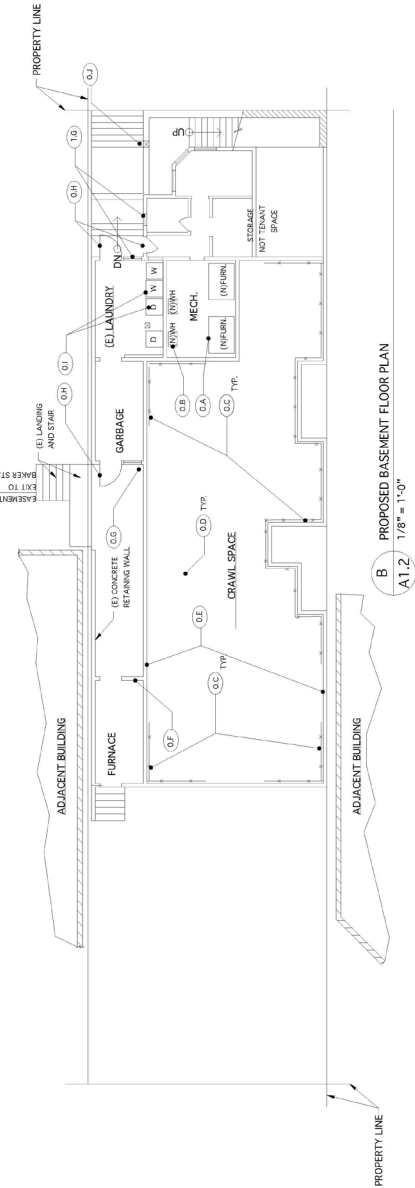 PROPERTY LINE
0.J
1.G
0.H
UP
DN
(E) LAUNDRY
W
W
D
D
(N)WH
(N)WH
MECH.
(N)FURN.
(N)FURN.
STORAGE
NOT TENANT
SPACE
0.I
0.H
(E) LANDING
AND STAIR
EASEMENT
EXIT TO
BAKER ST.
GARBAGE
0.B
0.A
0.C TYP.
0.G
(E) CONCRETE
RETAINING WALL
0.D TYP.
CRAWL SPACE
0.E
0.C TYP.
0.F
FURNACE
ADJACENT BUILDING
ADJACENT BUILDING
PROPERTY LINE
B
A1.2
PROPOSED BASEMENT FLOOR PLAN
1/8" = 1'-0"